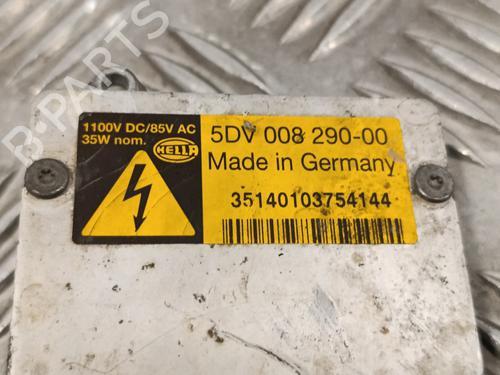 B-PARTS
1100V DC/85V AC
35W nom.
HELLA
5DV 008 290-00
Made in Germany
35140103754144